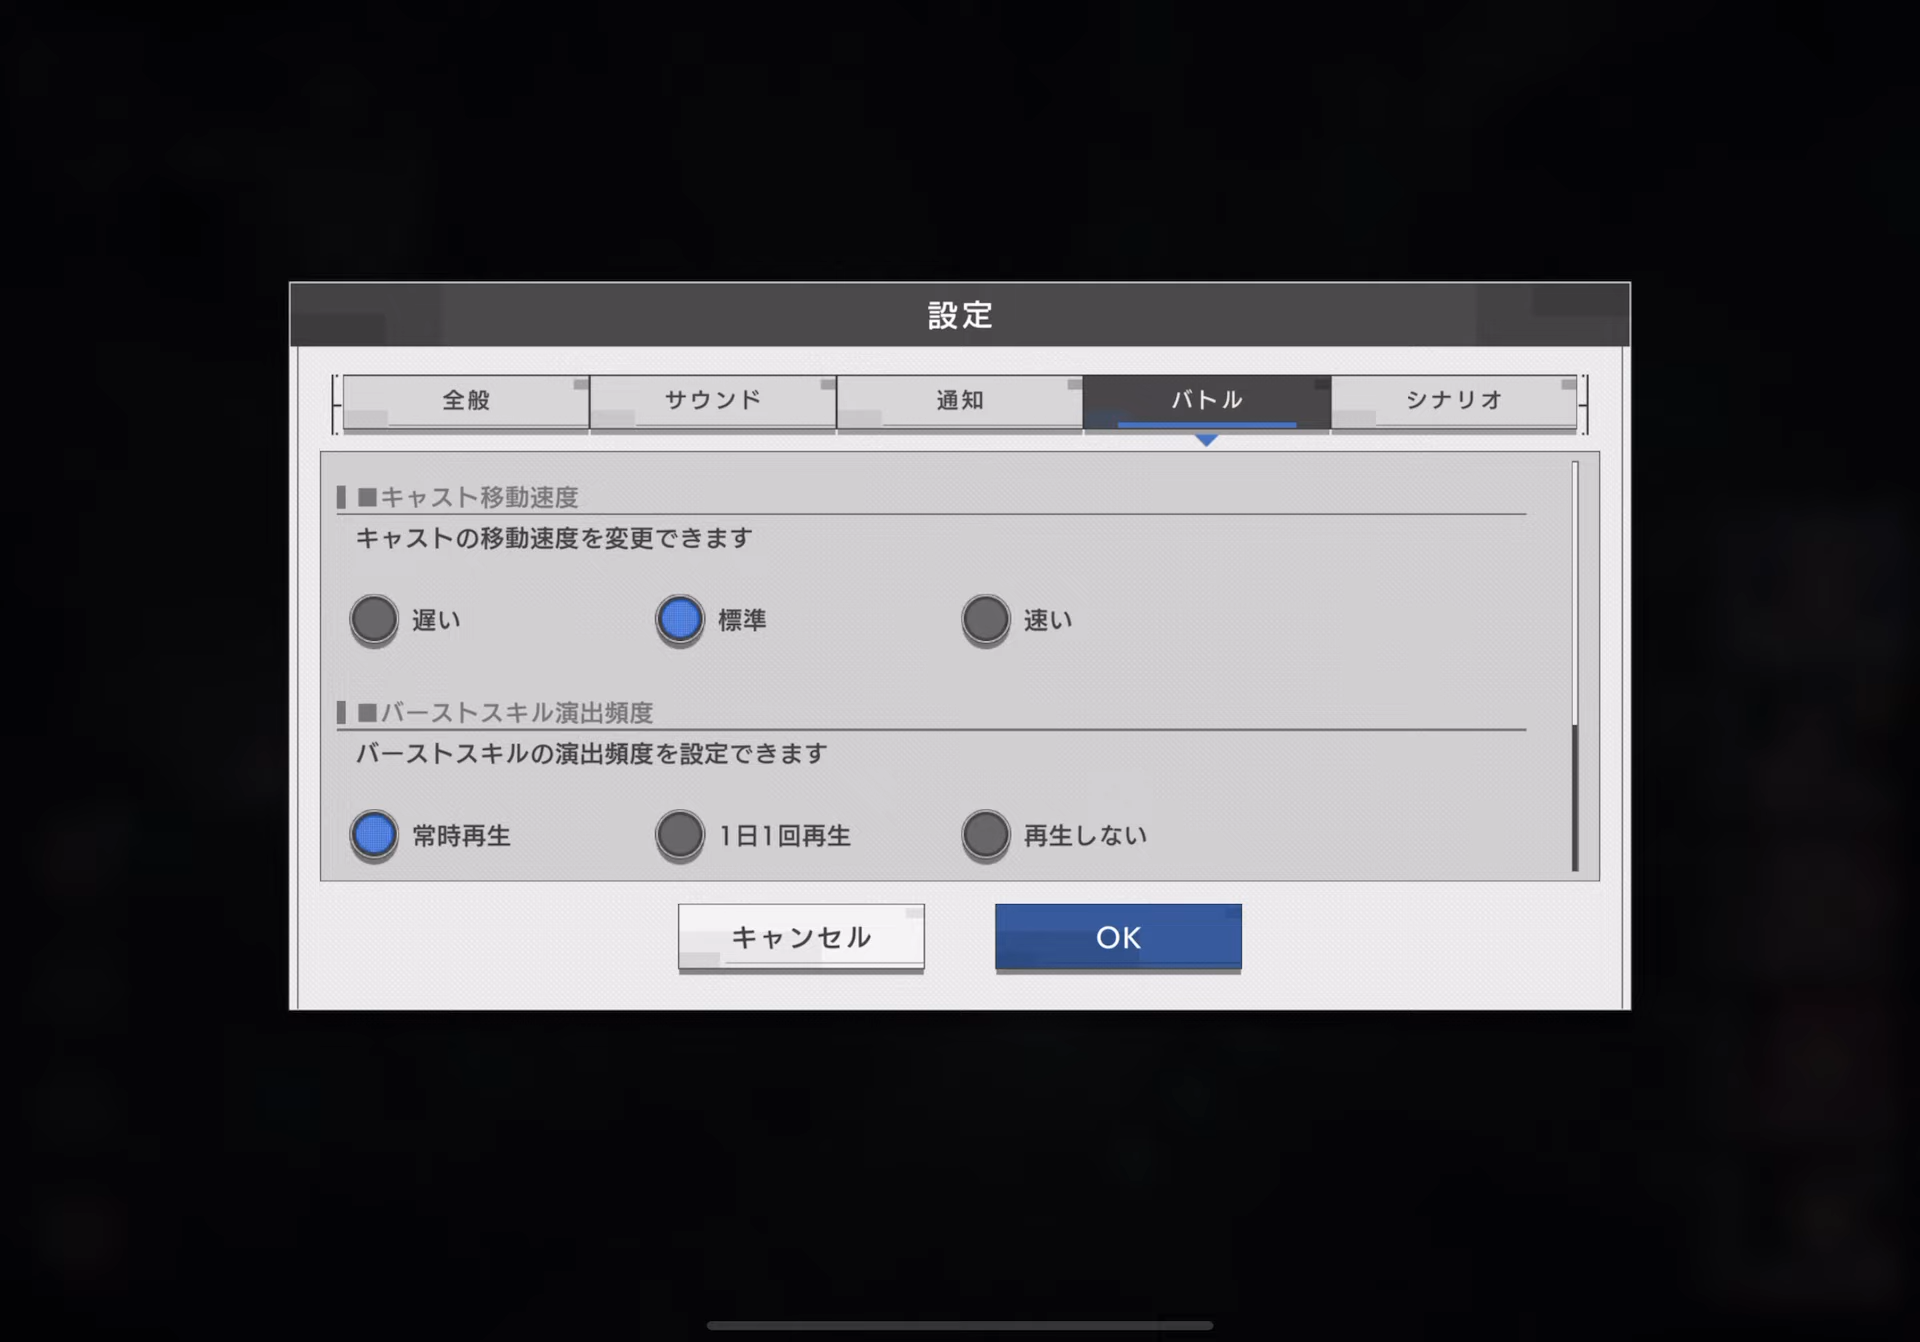 設定
全般
サウンド
通知
バトル
シナリオ
■キャスト移動速度
キャストの移動速度を変更できます
遅い
標準
速い
■バーストスキル演出頻度
バーストスキルの演出頻度を設定できます
常時再生
1日1回再生
再生しない
キャンセル
OK